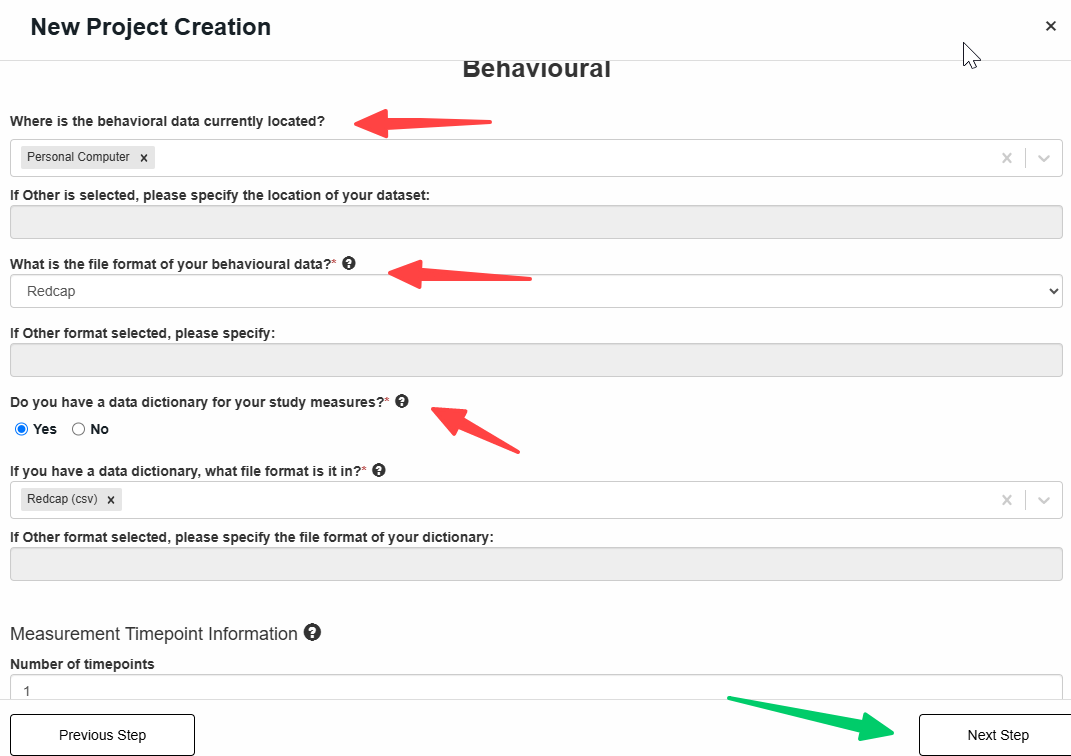 New Project Creation
×
Behavioural
Where is the behavioral data currently located?
Personal Computer ×
If Other is selected, please specify the location of your dataset:
What is the file format of your behavioural data?*
Redcap
If Other format selected, please specify:
Do you have a data dictionary for your study measures?*
Yes No
If you have a data dictionary, what file format is it in?*
Redcap (csv) ×
If Other format selected, please specify the file format of your dictionary:
Measurement Timepoint Information
Number of timepoints
1
Previous Step
Next Step